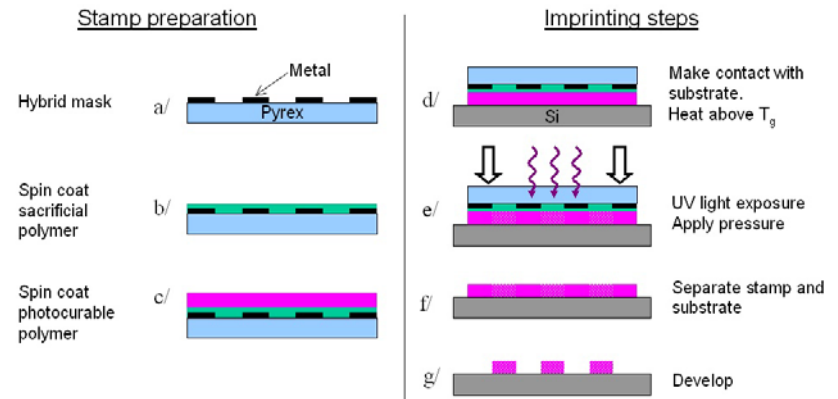 Stamp preparation
Metal
Hybrid mask
a/
Pyrex
Spin coat
sacrificial
polymer
b/
Spin coat
photocurable
polymer
c/
Imprinting steps
d/
Si
Make contact with
substrate.
Heat above Tg
e/
UV light exposure
Apply pressure
f/
Separate stamp and
substrate
g/
Develop